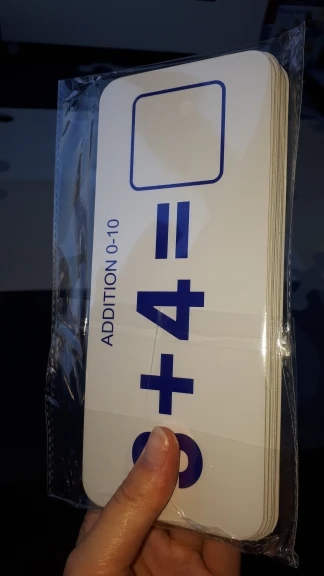 ADDITION 0-10
+4=